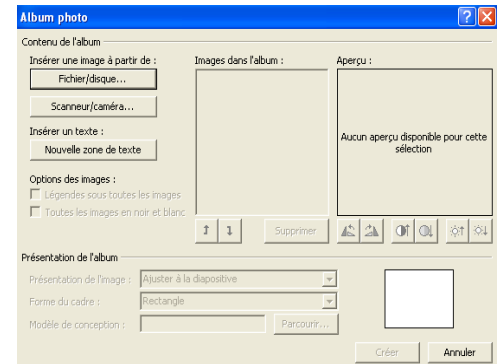 Album photo
Contenu de l'album
Insérer une image à partir de :
Images dans l'album :
Aperçu :
Fichier/disque...
Scanneur/caméra...
Insérer un texte :
Nouvelle zone de texte
Aucun aperçu disponible pour cette
sélection
Options des images :
Légendes sous toutes les images
Toutes les images en noir et blanc
Supprimer
Présentation de l'album
Présentation de l'image : Ajuster à la diapositive
Forme du cadre : Rectangle
Modèle de conception : Parcourir...
Créer Annuler